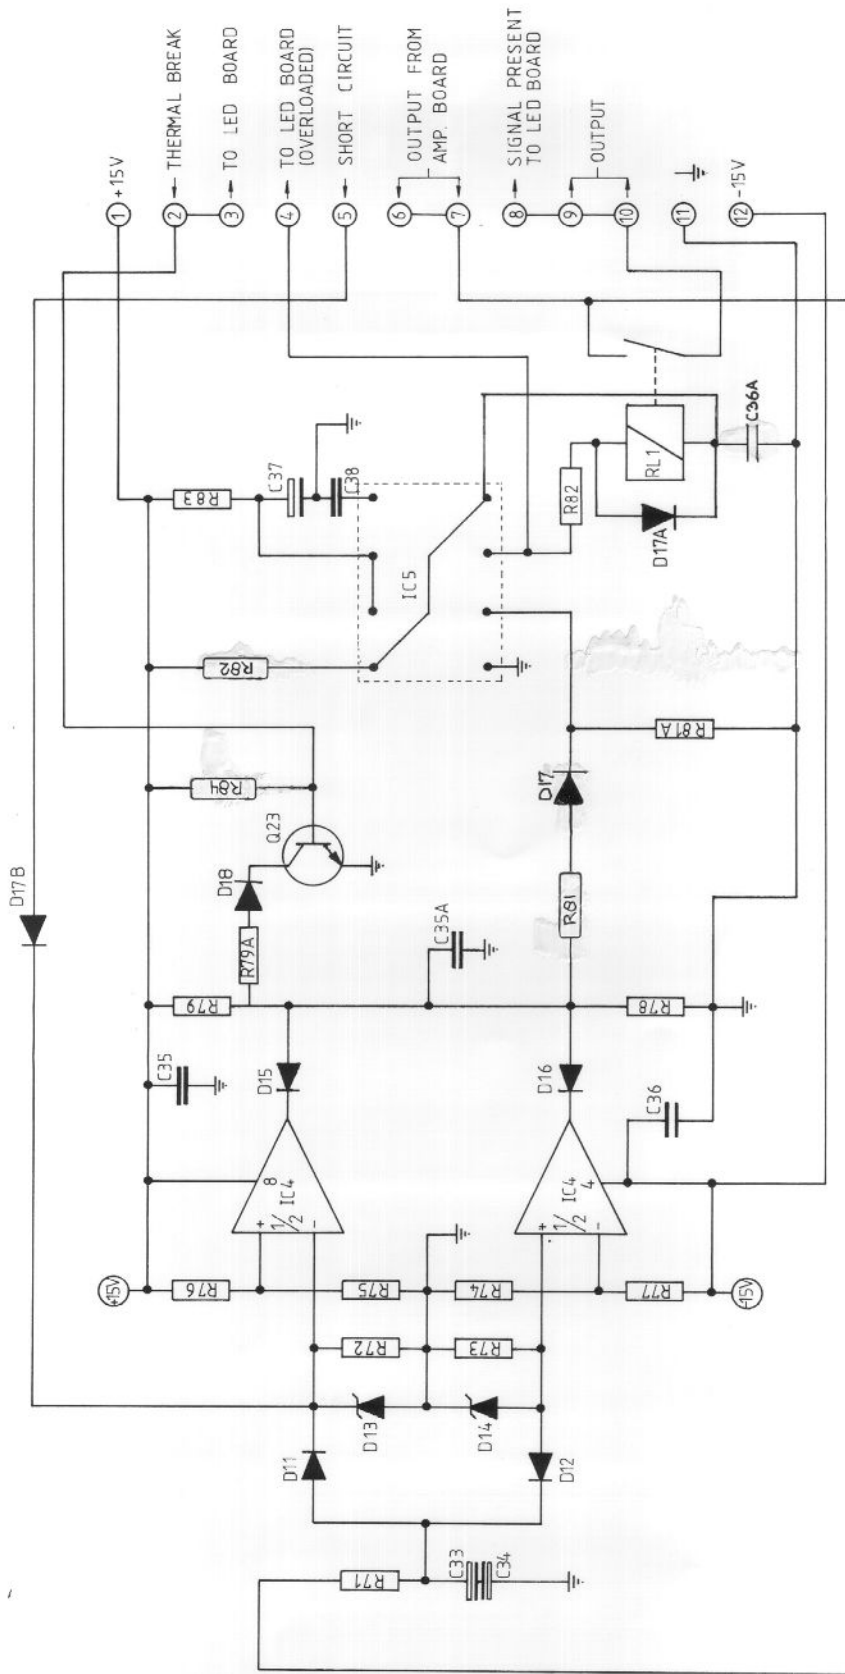 1 +15V
2 THERMAL BREAK
3 TO LED BOARD
4 TO LED BOARD
(OVERLOADED)
5 SHORT CIRCUIT
6 OUTPUT FROM
7 AMP. BOARD
8 SIGNAL PRESENT
TO LED BOARD
9 OUTPUT
10
11
12 -15V
R83
C37
C38
R82
IC5
R82
RL1
C36A
D17A
R84
Q23
D18
R79A
D17B
D17
R81A
R81
C35A
R79
R78
C35
D15
D16
C36
8
IC4
+
1/2
-
IC4
4
+
1/2
-
+15V
R76
R75
R74
R77
-15V
R72
R73
D13
D14
D11
D12
R71
C33
C34